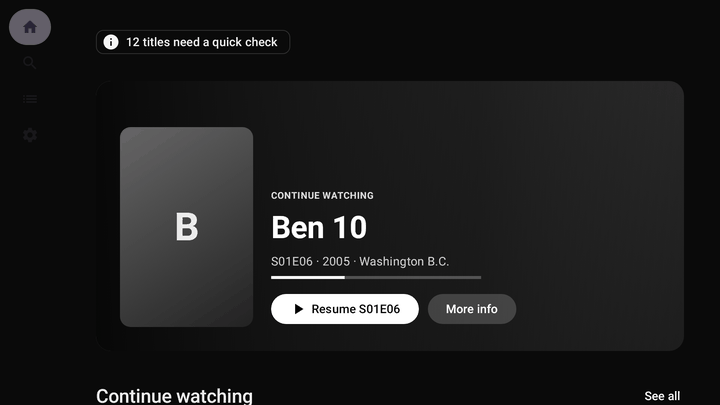 12 titles need a quick check
B
CONTINUE WATCHING
Ben 10
S01E06 · 2005 · Washington B.C.
Resume S01E06
More info
Continue watching
See all